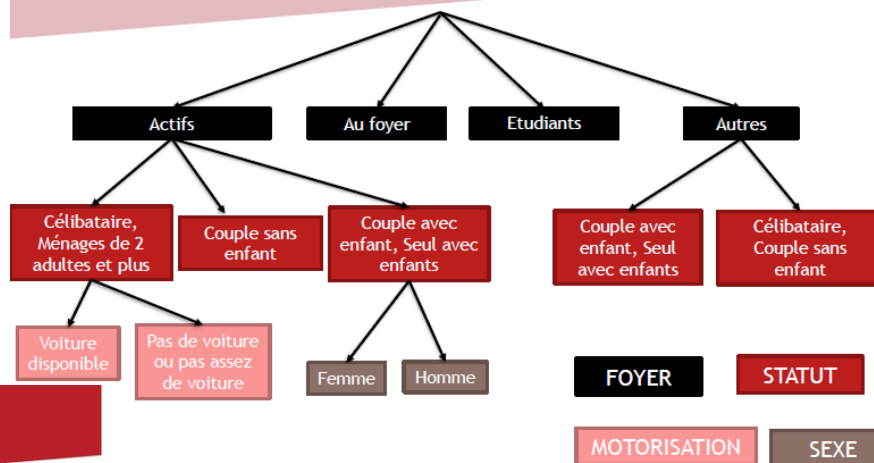 Actifs
Au foyer
Etudiants
Autres
Célibataire,
Ménages de 2
adultes et plus
Couple sans
enfant
Couple avec
enfant, Seul avec
enfants
Couple avec
enfant, Seul
avec enfants
Célibataire,
Couple sans
enfant
Voiture
disponible
Pas de voiture
ou pas assez
de voiture
Femme
Homme
FOYER
STATUT
MOTORISATION
SEXE